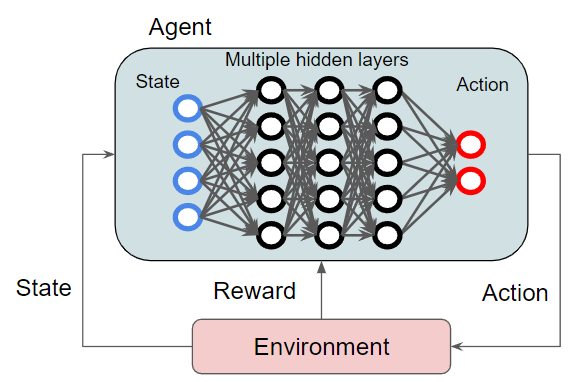 Agent
Multiple hidden layers
State
Action
State
Reward
Action
Environment